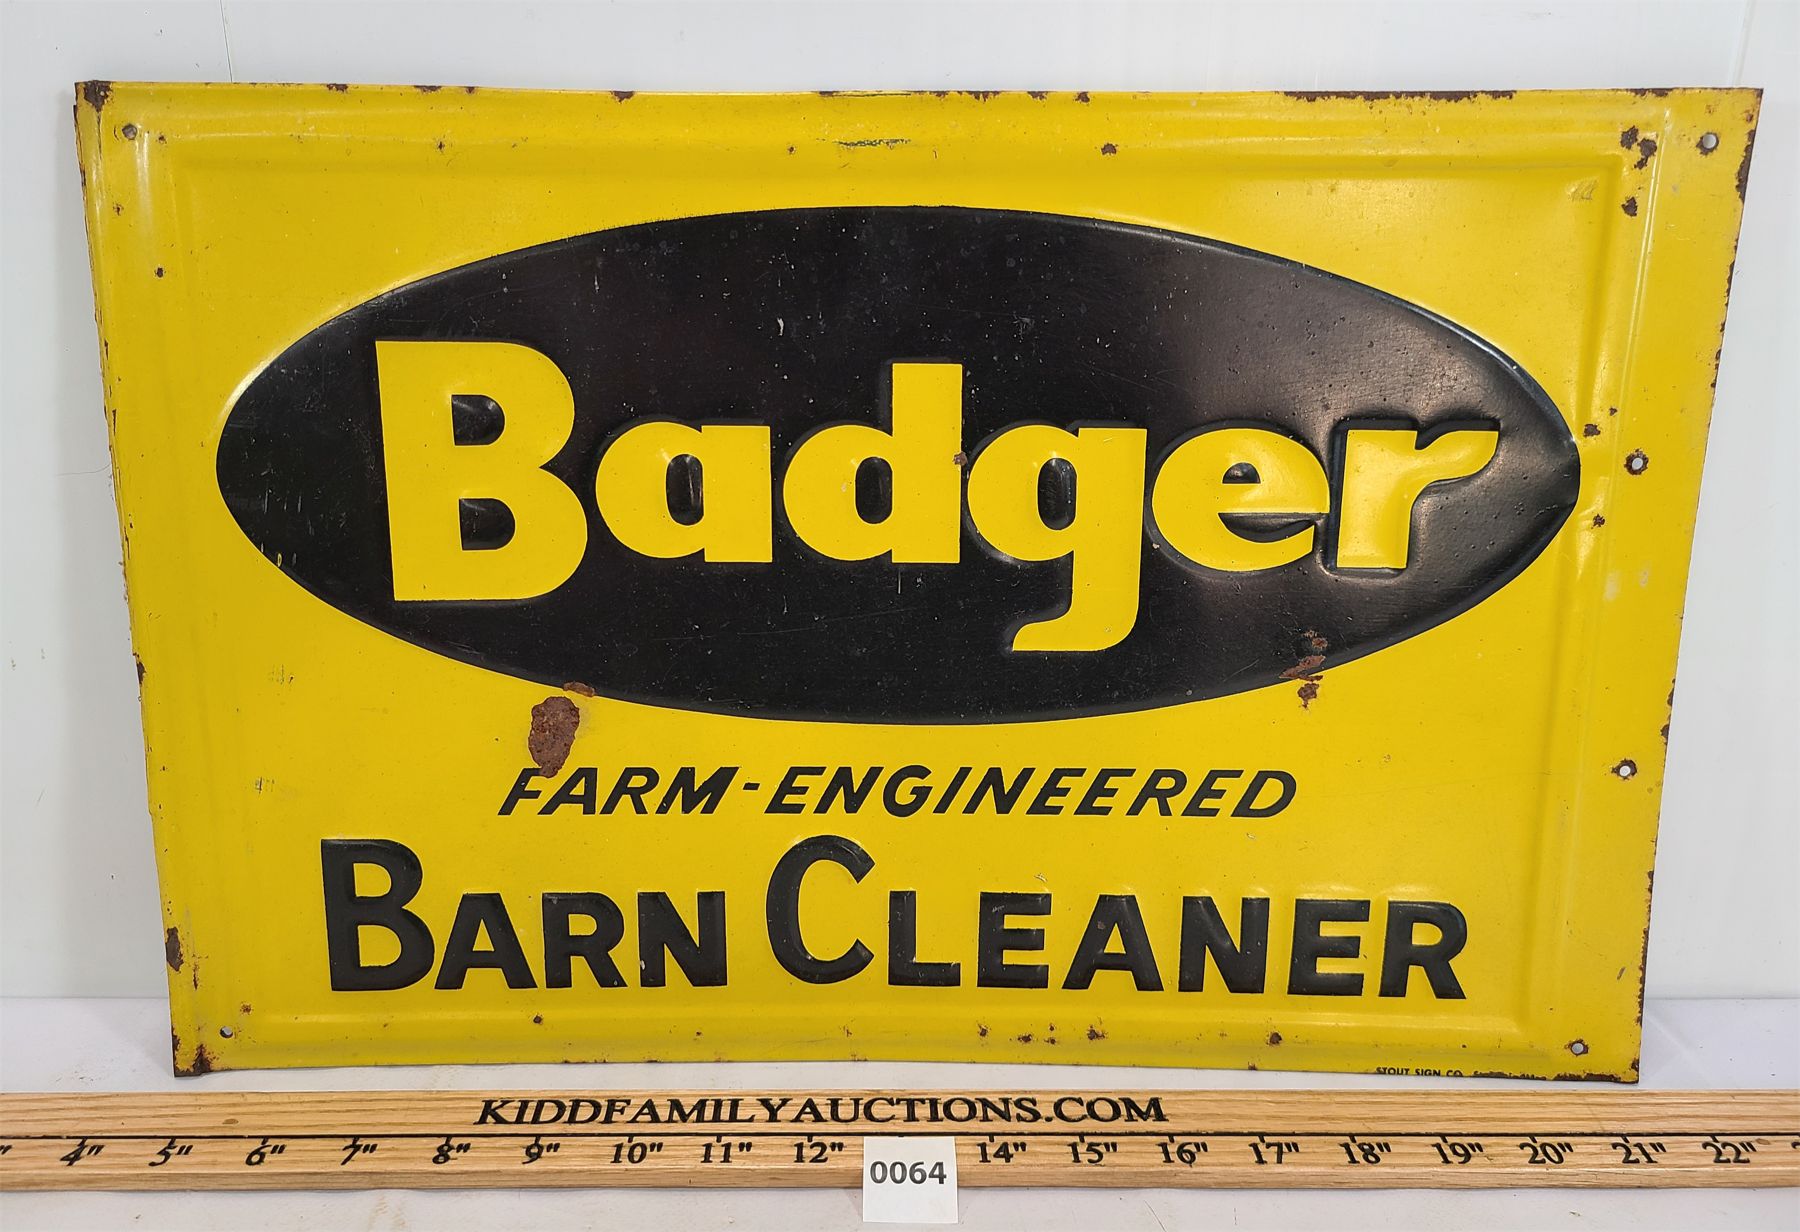 Badger
FARM-ENGINEERED
BARN CLEANER
STOUT SIGN CO.
KIDDFAMILYAUCTIONS.COM
4" 5" 6" 7" 8" 9" 10" 11" 12" 14" 15" 16" 17" 18" 19" 20" 21" 22"
0064